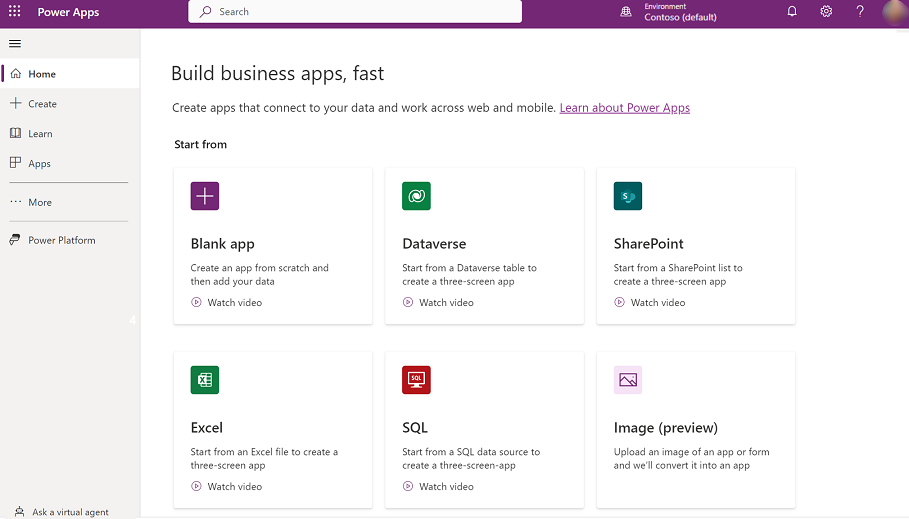 Power Apps
Search
Environment
Contoso (default)
?
Home
Create
Learn
Apps
More
Power Platform
4
Ask a virtual agent
Build business apps, fast
Create apps that connect to your data and work across web and mobile. Learn about Power Apps
Start from
Blank app
Create an app from scratch and
then add your data
Watch video
Dataverse
Start from a Dataverse table to
create a three-screen app
Watch video
S
SharePoint
Start from a SharePoint list to
create a three-screen app
Watch video
X
Excel
Start from an Excel file to create a
three-screen app
Watch video
SQL
SQL
Start from a SQL data source to
create a three-screen-app
Watch video
Image (preview)
Upload an image of an app or form
and we'll convert it into an app